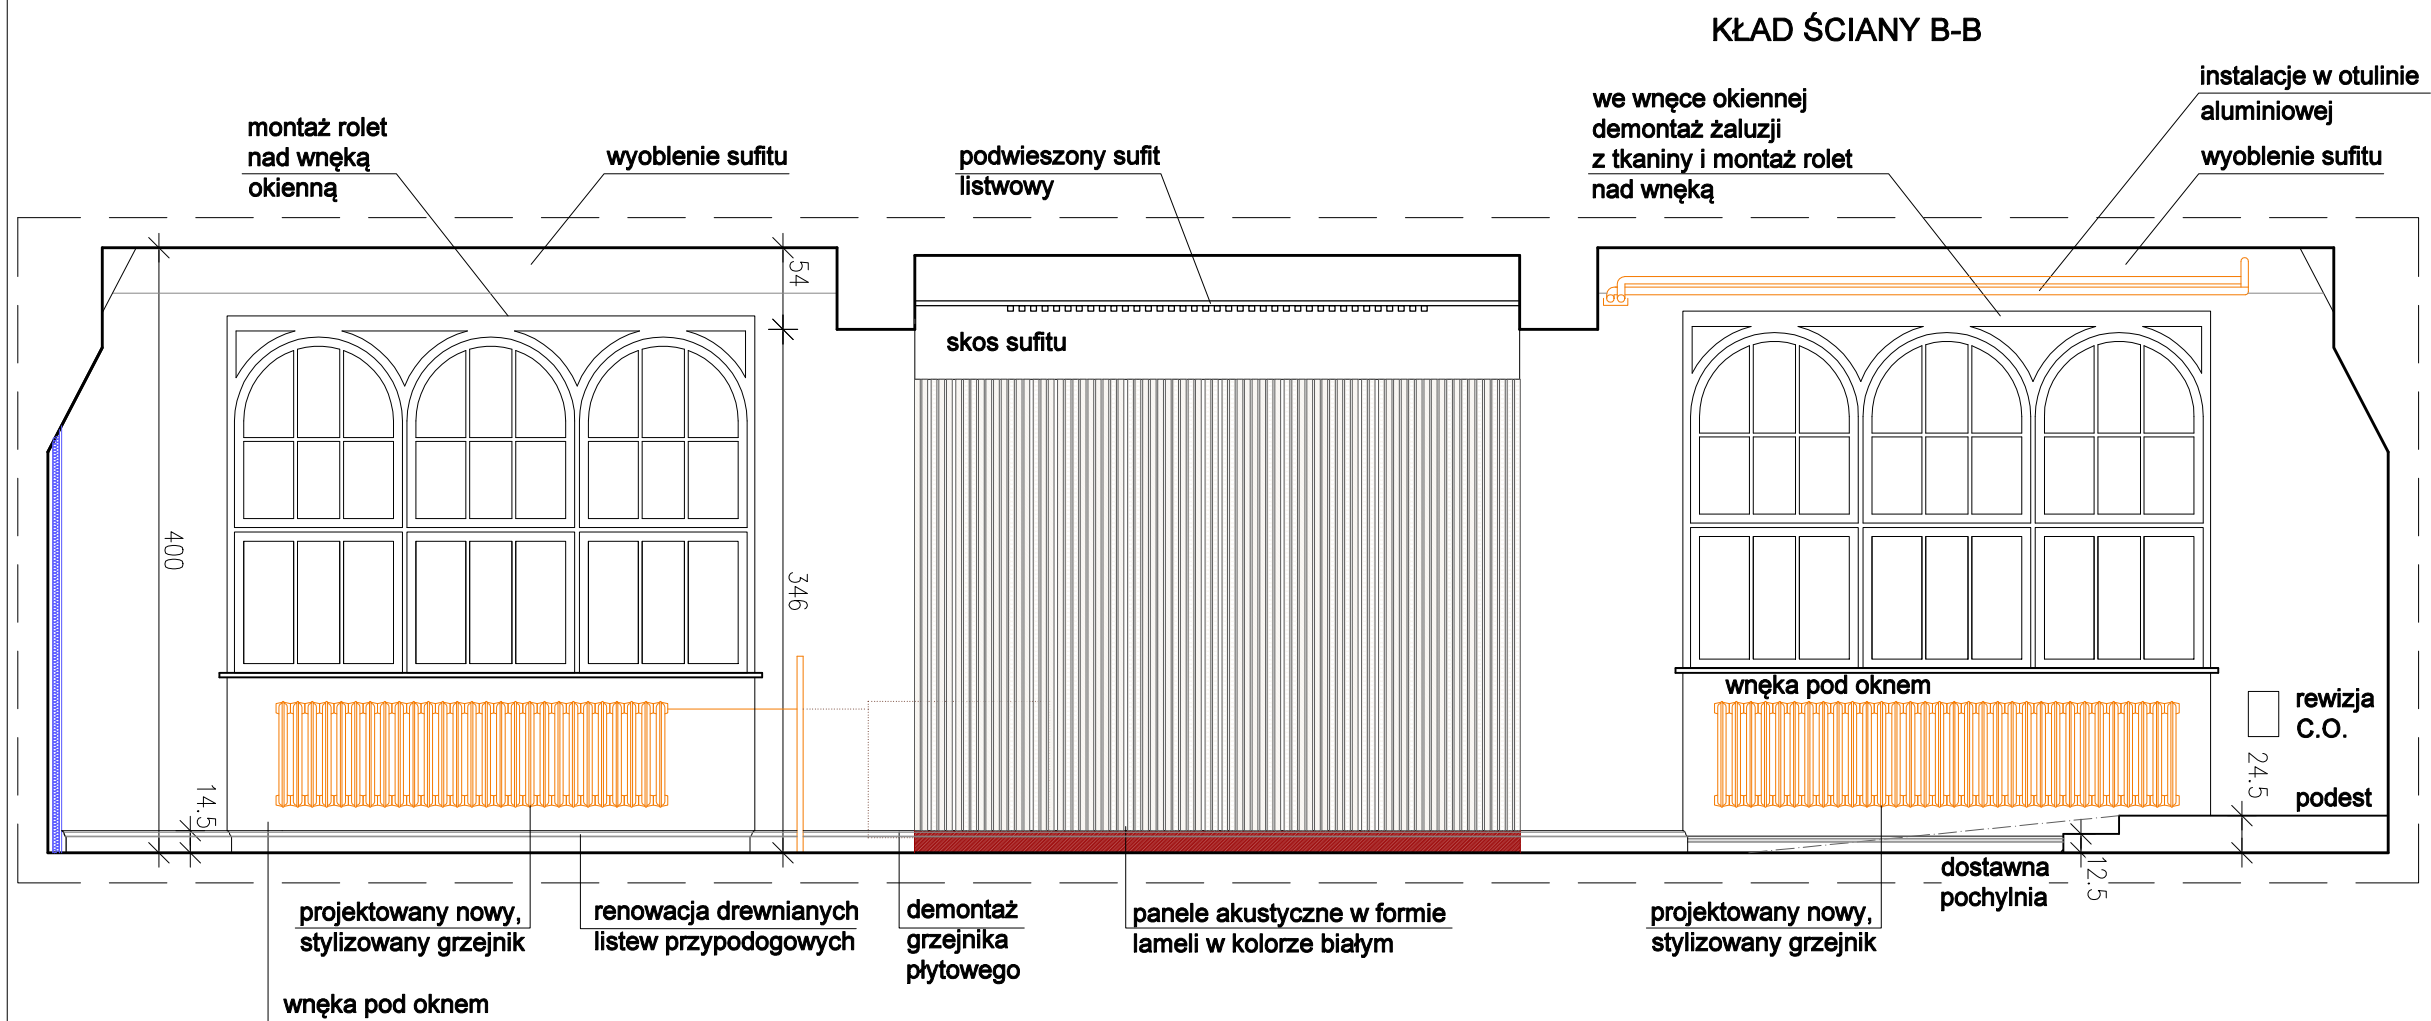 KŁAD ŚCIANY B-B
instalacje w otulinie
aluminiowej
we wnęce okiennej
demontaż żaluzji
z tkaniny i montaż rolet
nad wnęką
wyoblenie sufitu
montaż rolet
nad wnęką
okienną
wyoblenie sufitu
podwieszony sufit
listwowy
54
skos sufitu
400
346
14.5
wnęka pod oknem
rewizja
C.O.
24.5
podest
12.5
dostawna
pochylnia
projektowany nowy,
stylizowany grzejnik
renowacja drewnianych
listew przypodogowych
demontaż
grzejnika
płytowego
panele akustyczne w formie
lameli w kolorze białym
projektowany nowy,
stylizowany grzejnik
wnęka pod oknem